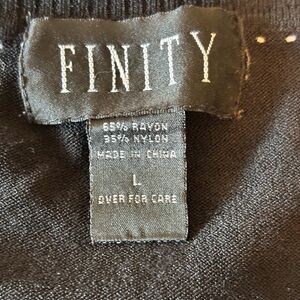 FINITY
65% RAYON
35% NYLON
MADE IN CHINA
L
OVER FOR CARE